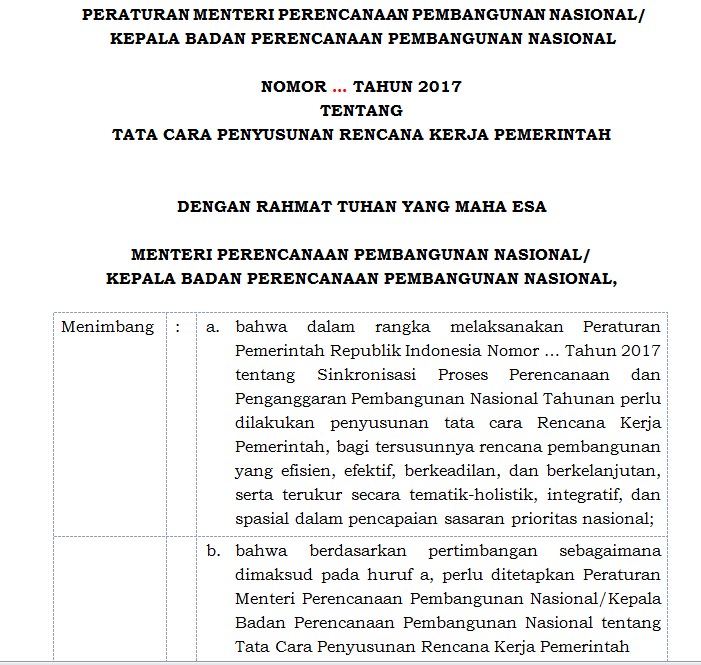 PERATURAN MENTERI PERENCANAAN PEMBANGUNAN NASIONAL/
KEPALA BADAN PERENCANAAN PEMBANGUNAN NASIONAL
NOMOR ... TAHUN 2017
TENTANG
TATA CARA PENYUSUNAN RENCANA KERJA PEMERINTAH
DENGAN RAHMAT TUHAN YANG MAHA ESA
MENTERI PERENCANAAN PEMBANGUNAN NASIONAL/
KEPALA BADAN PERENCANAAN PEMBANGUNAN NASIONAL,
Menimbang : a. bahwa dalam rangka melaksanakan Peraturan
Pemerintah Republik Indonesia Nomor ... Tahun 2017
tentang Sinkronisasi Proses Perencanaan dan
Penganggaran Pembangunan Nasional Tahunan perlu
dilakukan penyusunan tata cara Rencana Kerja
Pemerintah, bagi tersusunnya rencana pembangunan
yang efisien, efektif, berkeadilan, dan berkelanjutan,
serta terukur secara tematik-holistik, integratif, dan
spasial dalam pencapaian sasaran prioritas nasional;
b. bahwa berdasarkan pertimbangan sebagaimana
dimaksud pada huruf a, perlu ditetapkan Peraturan
Menteri Perencanaan Pembangunan Nasional/Kepala
Badan Perencanaan Pembangunan Nasional tentang
Tata Cara Penyusunan Rencana Kerja Pemerintah